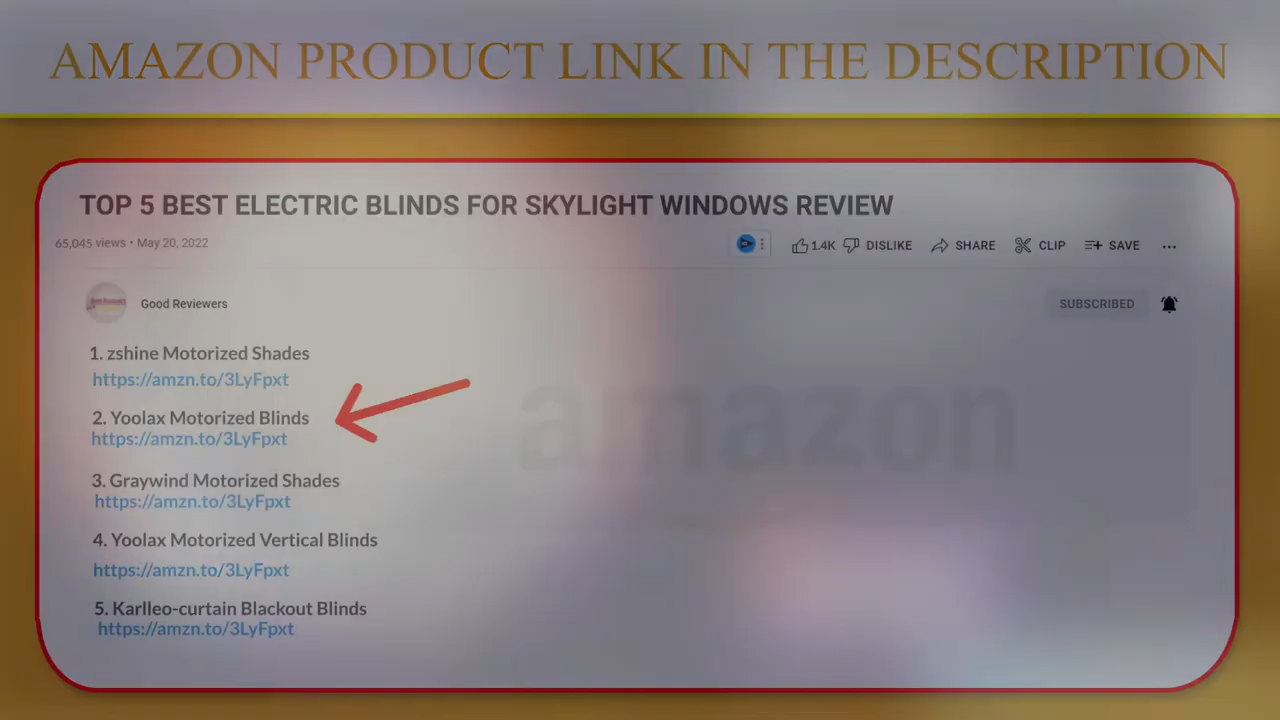 AMAZON PRODUCT LINK IN THE DESCRIPTION
TOP 5 BEST ELECTRIC BLINDS FOR SKYLIGHT WINDOWS REVIEW
65,045 views • May 20, 2022
1.4K DISLIKE SHARE CLIP SAVE ...
Good Reviewers
SUBSCRIBED
1. zshine Motorized Shades
https://amzn.to/3LyFpxt
2. Yoolax Motorized Blinds
https://amzn.to/3LyFpxt
3. Graywind Motorized Shades
https://amzn.to/3LyFpxt
4. Yoolax Motorized Vertical Blinds
https://amzn.to/3LyFpxt
5. Karlleo-curtain Blackout Blinds
https://amzn.to/3LyFpxt
amazon